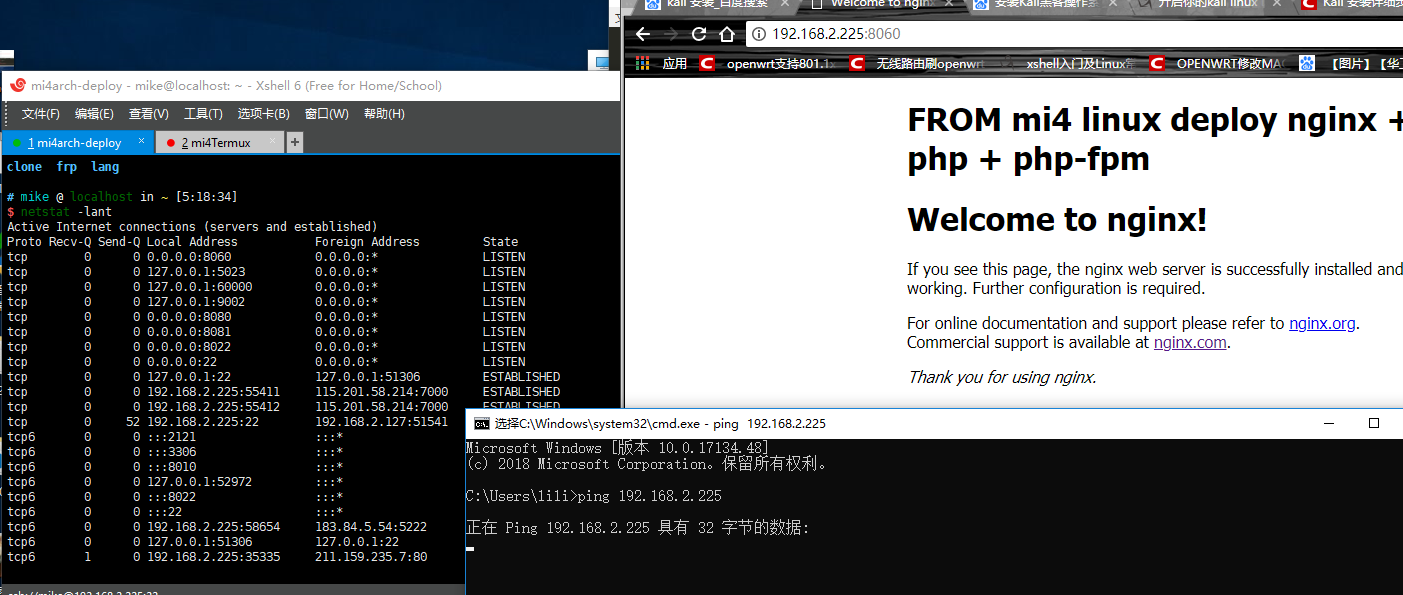 kali 安装_百度搜索
Welcome to nginx
安装Kali黑客操作系
开启你的kali linux
Kali 安装详细步
192.168.2.225:8060
应用
openwrt支持801.1x
无线路由刷openwrt
xshell入门及Linux
OPENWRT修改MAC
【图片】
【华工
mi4arch-deploy - mike@localhost: ~ - Xshell 6 (Free for Home/School)
文件(F) 编辑(E) 查看(V) 工具(T) 选项卡(B) 窗口(W) 帮助(H)
1 mi4arch-deploy
2 mi4Termux
clone frp lang
# mike @ localhost in ~ [5:18:34]
$ netstat -lant
Active Internet connections (servers and established)
Proto Recv-Q Send-Q Local Address Foreign Address State
tcp 0 0 0.0.0.0:8060 0.0.0.0:* LISTEN
tcp 0 0 127.0.0.1:5023 0.0.0.0:* LISTEN
tcp 0 0 127.0.0.1:60000 0.0.0.0:* LISTEN
tcp 0 0 127.0.0.1:9002 0.0.0.0:* LISTEN
tcp 0 0 0.0.0.0:8080 0.0.0.0:* LISTEN
tcp 0 0 0.0.0.0:8081 0.0.0.0:* LISTEN
tcp 0 0 0.0.0.0:8022 0.0.0.0:* LISTEN
tcp 0 0 0.0.0.0:22 0.0.0.0:* LISTEN
tcp 0 0 127.0.0.1:22 127.0.0.1:51306 ESTABLISHED
tcp 0 0 192.168.2.225:55411 115.201.58.214:7000 ESTABLISHED
tcp 0 0 192.168.2.225:55412 115.201.58.214:7000 ESTABLISHED
tcp 0 52 192.168.2.225:22 192.168.2.127:51541
tcp6 0 0 :::2121 :::*
tcp6 0 0 :::3306 :::*
tcp6 0 0 :::8010 :::*
tcp6 0 0 127.0.0.1:52972 :::*
tcp6 0 0 :::8022 :::*
tcp6 0 0 :::22 :::*
tcp6 0 0 192.168.2.225:58654 183.84.5.54:5222
tcp6 0 0 127.0.0.1:51306 127.0.0.1:22
tcp6 1 0 192.168.2.225:35335 211.159.235.7:80
FROM mi4 linux deploy nginx +
php + php-fpm
Welcome to nginx!
If you see this page, the nginx web server is successfully installed and
working. Further configuration is required.
For online documentation and support please refer to nginx.org.
Commercial support is available at nginx.com.
Thank you for using nginx.
选择C:\Windows\system32\cmd.exe - ping 192.168.2.225
Microsoft Windows [版本 10.0.17134.48]
(c) 2018 Microsoft Corporation。保留所有权利。
C:\Users\lili>ping 192.168.2.225
正在 Ping 192.168.2.225 具有 32 字节的数据: